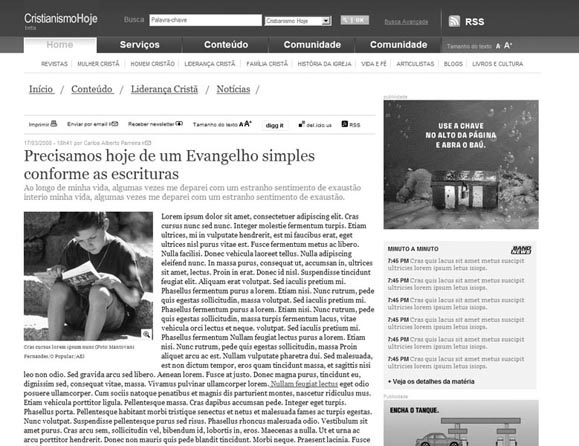 CristianismoHoje
beta
Busca
Palavra-chave
Cristianismo Hoje
OK
Busca Avançada
RSS
Home
Serviços
Conteúdo
Comunidade
Comunidade
Tamanho do texto A- A+
REVISTAS | MULHER CRISTÃ | HOMEM CRISTÃO | LIDERANÇA CRISTÃ | FAMÍLIA CRISTÃ | HISTÓRIA DA IGREJA | VIDA E FÉ | ARTICULISTAS | BLOGS | LIVROS E CULTURA
Início / Conteúdo / Liderança Cristã / Notícias /
Imprimir
Enviar por email
Receber newsletter
Tamanho do texto A A+
digg it
del.icio.us
RSS
17/03/2008 - 16h41 por Carlos Alberto Parreira
Precisamos hoje de um Evangelho simples
conforme as escrituras
Ao longo de minha vida, algumas vezes me deparei com um estranho sentimento de exaustão
interio minha vida, algumas vezes me deparei com um estranho sentimento de exaustão.
Cras cursus lorem ipsum nunc (Foto Mantovani
Fernandes/O Popular/AE)
Lorem ipsum dolor sit amet, consectetuer adipiscing elit. Cras
cursus nunc sed nunc. Integer molestie fermentum turpis. Etiam
ultrices, mi in vulputate hendrerit, est mi faucibus erat, eget
ultrices nisl purus vitae est. Fusce fermentum metus ac libero.
Nulla facilisi. Donec vehicula laoreet tellus. Nulla adipiscing
eleifend nunc. In massa purus, consequat ut, accumsan in, ultrices
sit amet, lectus. Proin in erat. Donec id nisl. Suspendisse tincidunt
feugiat elit. Aliquam erat volutpat. Sed iaculis pretium mi.
Phasellus fermentum purus a lorem. Etiam nisi. Nunc rutrum, pede
quis egestas sollicitudin, massa volutpat. Sed iaculis pretium mi.
Phasellus fermentum purus a lorem. Etiam nisi. Nunc rutrum, pede
quis egestas sollicitudin, massa turpis fermentum lacus, vitae
vehicula orci lectus et neque. volutpat. Sed iaculis pretium mi.
Phasellus fermentum Nullam feugiat lectus purus a lorem. Etiam
nisi. Nunc rutrum, pede quis egestas sollicitudin, massa Proin
aliquet arcu ac est. Nullam vulputate pharetra dui. Sed malesuada,
est non dictum tempor, eros quam tincidunt massa, et sagittis nisi
leo non odio. Sed gravida arcu sed libero. Aenean lorem. Fusce at justo. Donec magna purus, tincidunt eu,
dignissim sed, consequat vitae, massa. Vivamus pulvinar ullamcorper lorem. Nullam feugiat lectus eget odio
posuere ullamcorper. Cum sociis natoque penatibus et magnis dis parturient montes, nascetur ridiculus mus.
Etiam vehicula porttitor ligula. Pellentesque massa. Cras dapibus accumsan pede. Integer eget turpis.
Phasellus porta. Pellentesque habitant morbi tristique senectus et netus et malesuada fames ac turpis egestas.
Nunc volutpat. Suspendisse pellentesque purus sed risus. Phasellus rhoncus malesuada odio. Vestibulum sit
amet purus. Cras arcu sem, sollicitudin vel, bibendum id, lobortis in, eros. Maecenas a nulla. Ut et urna ac
arcu porttitor hendrerit. Donec non mauris quis pede blandit tincidunt. Morbi neque. Praesent lacinia. Fusce
publicidade
USE A CHAVE
NO ALTO DA PÁGINA
E ABRA O BAÚ.
MINUTO A MINUTO
BAND NEWS
7:45 PM Cras quis lacus sit amet metus suscipit
ultricies lorem ipsum letus isisps.
7:45 PM Cras quis lacus sit amet metus suscipit
ultricies lorem ipsum letus isisps.
7:45 PM Cras quis lacus sit amet metus suscipit
ultricies lorem ipsum letus isisps.
7:45 PM Cras quis lacus sit amet metus suscipit
ultricies lorem ipsum letus isisps.
7:45 PM Cras quis lacus sit amet metus suscipit
ultricies lorem ipsum letus isisps.
• Veja os detalhes da matéria
Publicidade
ENCHA O TANQUE.